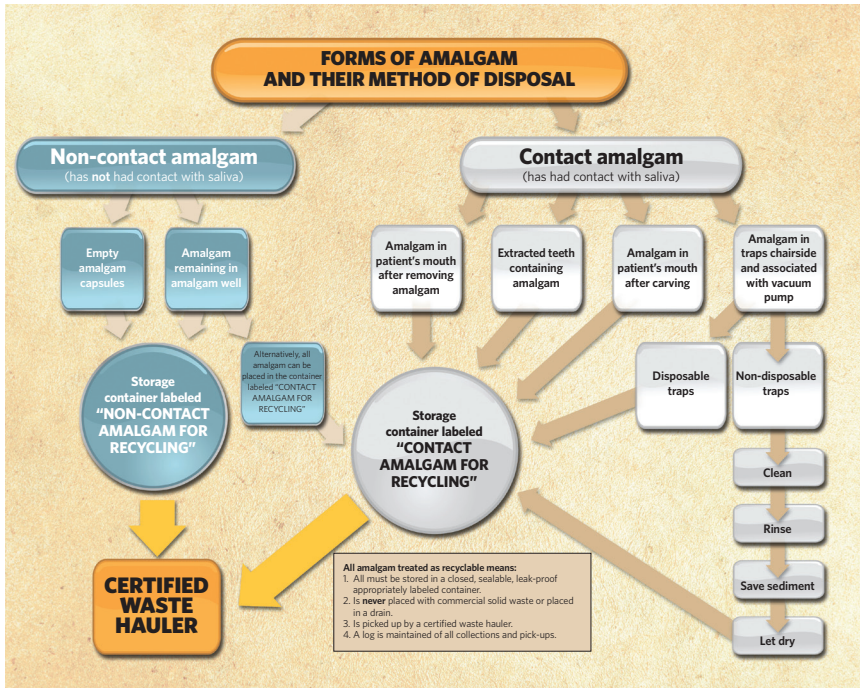 FORMS OF AMALGAM
AND THEIR METHOD OF DISPOSAL
Non-contact amalgam
(has not had contact with saliva)
Contact amalgam
(has had contact with saliva)
Empty
amalgam
capsules
Amalgam
remaining in
amalgam well
Amalgam in
patient's mouth
after removing
amalgam
Extracted teeth
containing
amalgam
Amalgam in
patient's mouth
after carving
Amalgam in
traps chairside
and associated
with vacuum
pump
Alternatively, all
amalgam can be
placed in the container
labeled "CONTACT
AMALGAM FOR
RECYCLING"
Disposable
traps
Non-disposable
traps
Storage
container labeled
"NON-CONTACT
AMALGAM FOR
RECYCLING"
Storage
container labeled
"CONTACT
AMALGAM FOR
RECYCLING"
Clean
Rinse
Save sediment
Let dry
CERTIFIED
WASTE
HAULER
All amalgam treated as recyclable means:
1. All must be stored in a closed, sealable, leak-proof
appropriately labeled container.
2. Is never placed with commercial solid waste or placed
in a drain.
3. Is picked up by a certified waste hauler.
4. A log is maintained of all collections and pick-ups.